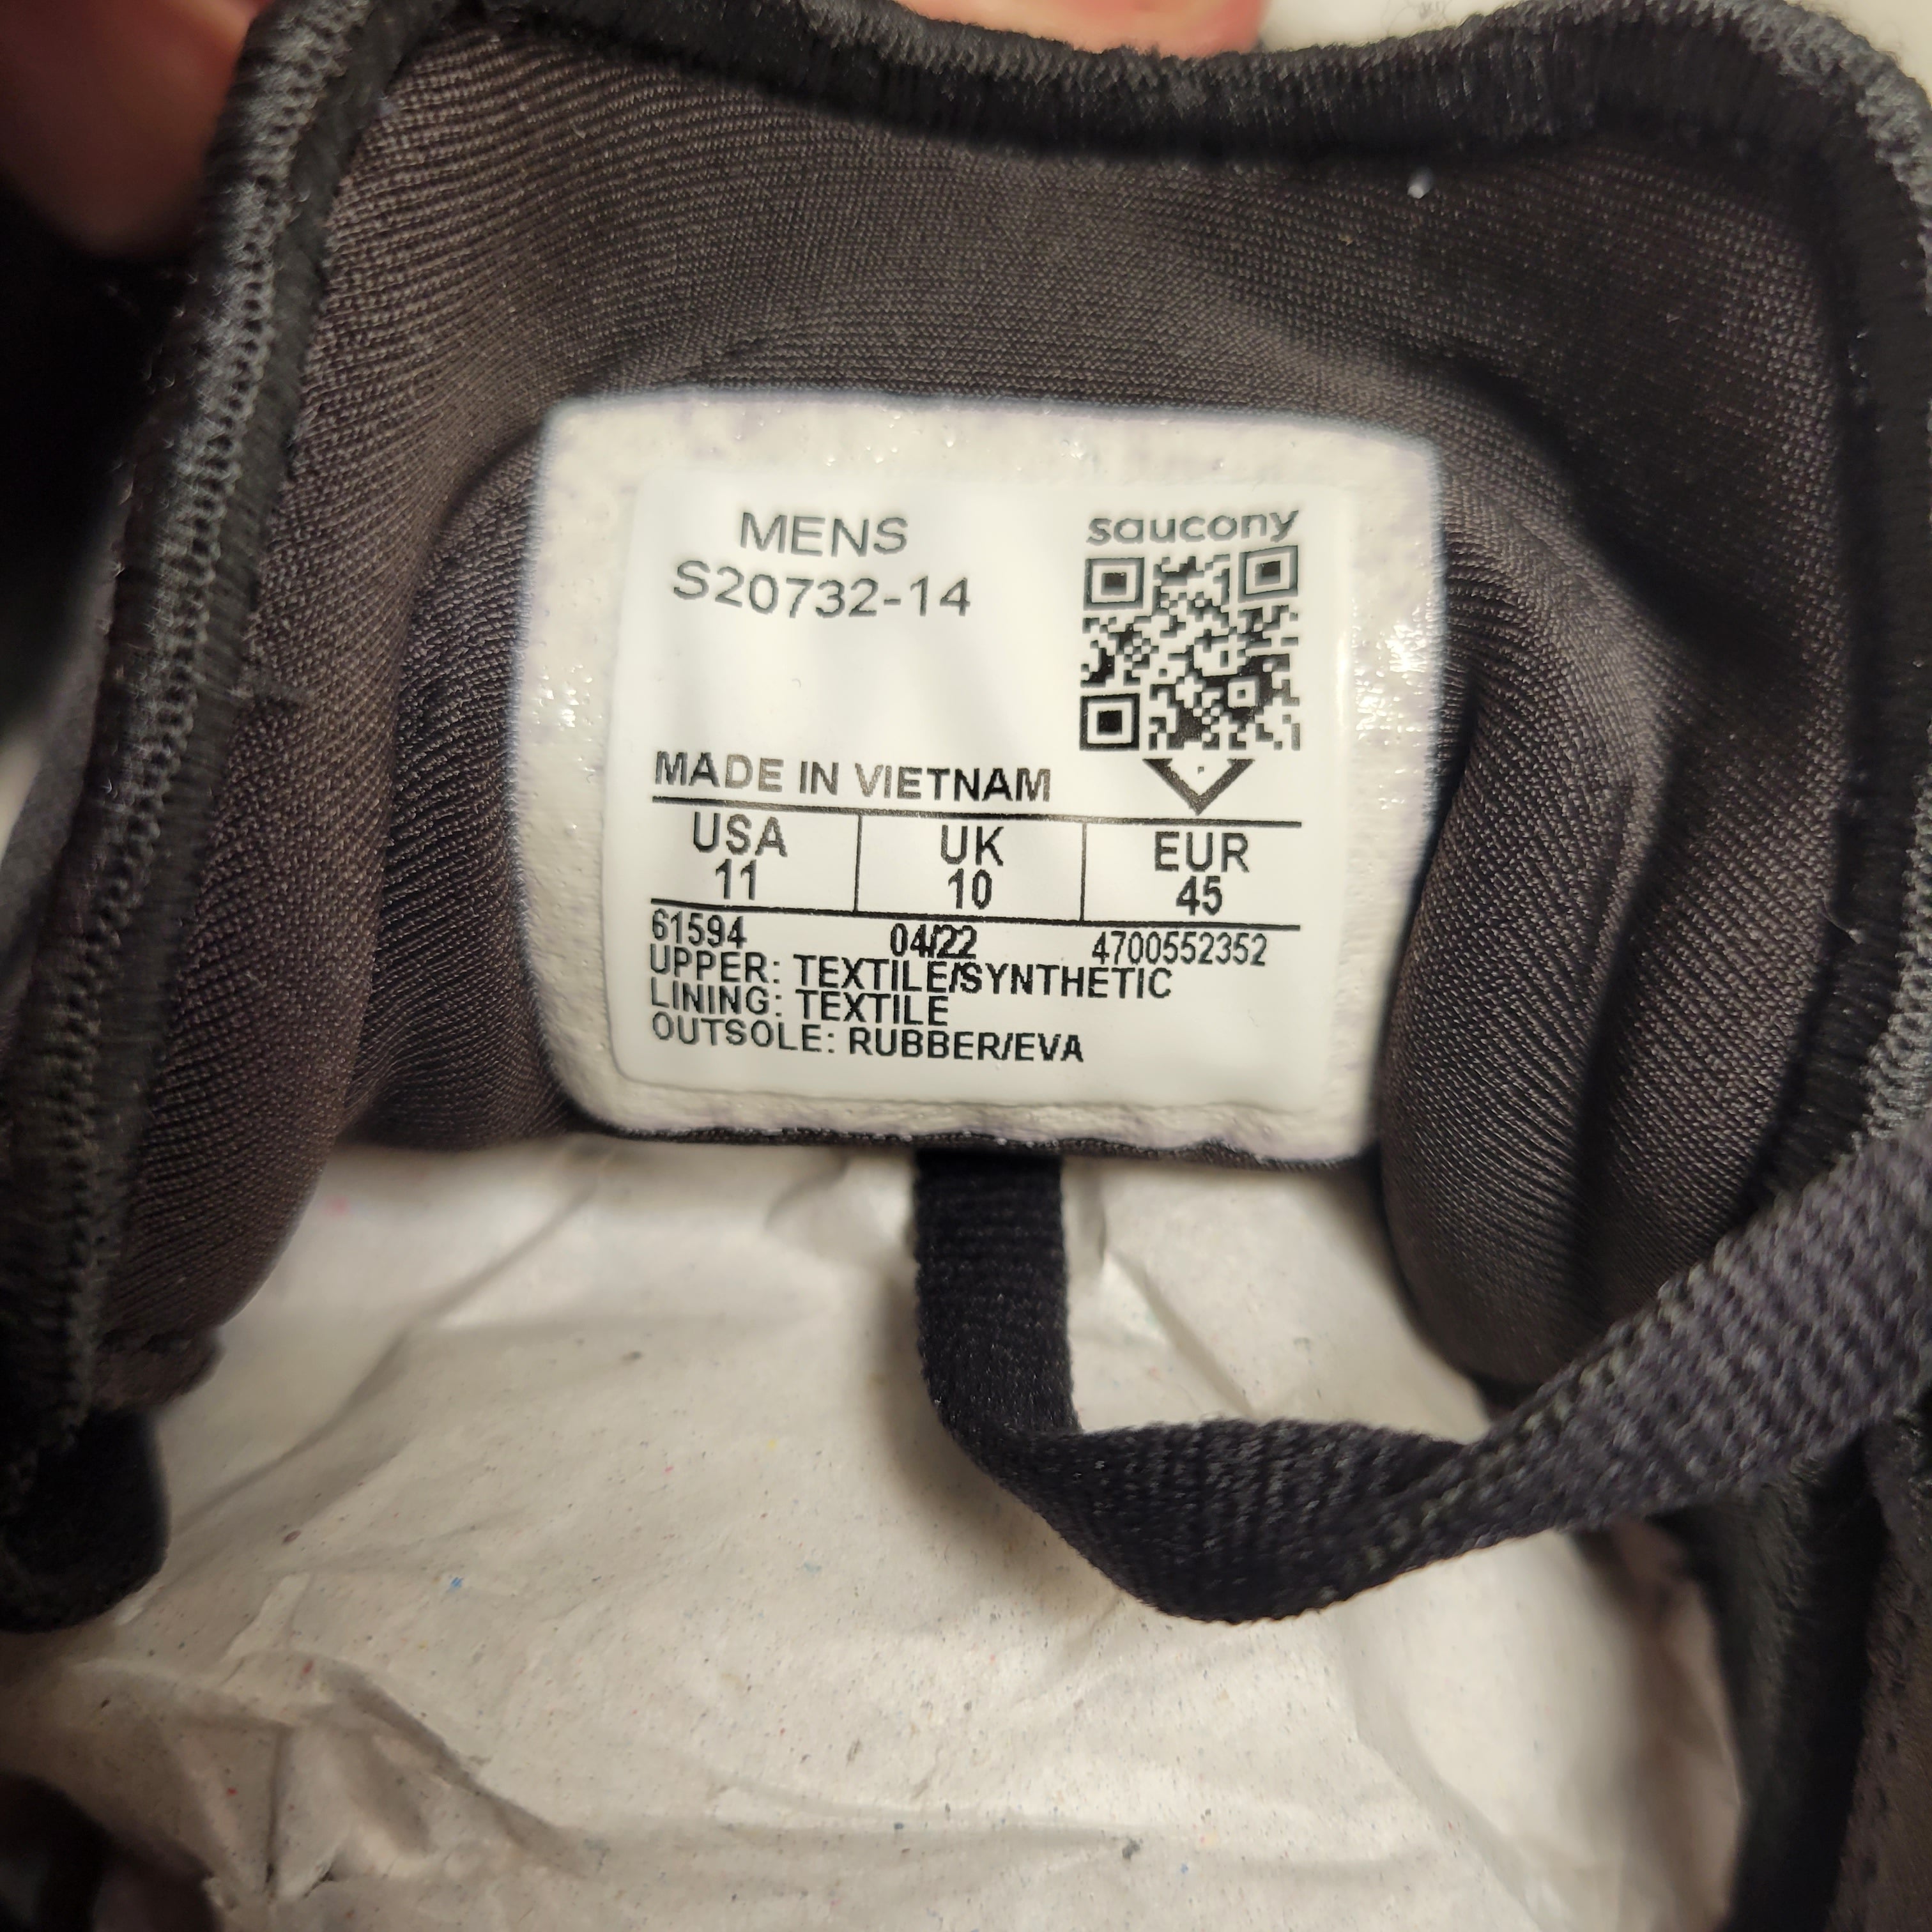 MENS
S20732-14
saucony
MADE IN VIETNAM
USA UK EUR
11 10 45
61594 04/22 4700552352
UPPER: TEXTILE/SYNTHETIC
LINING: TEXTILE
OUTSOLE: RUBBER/EVA